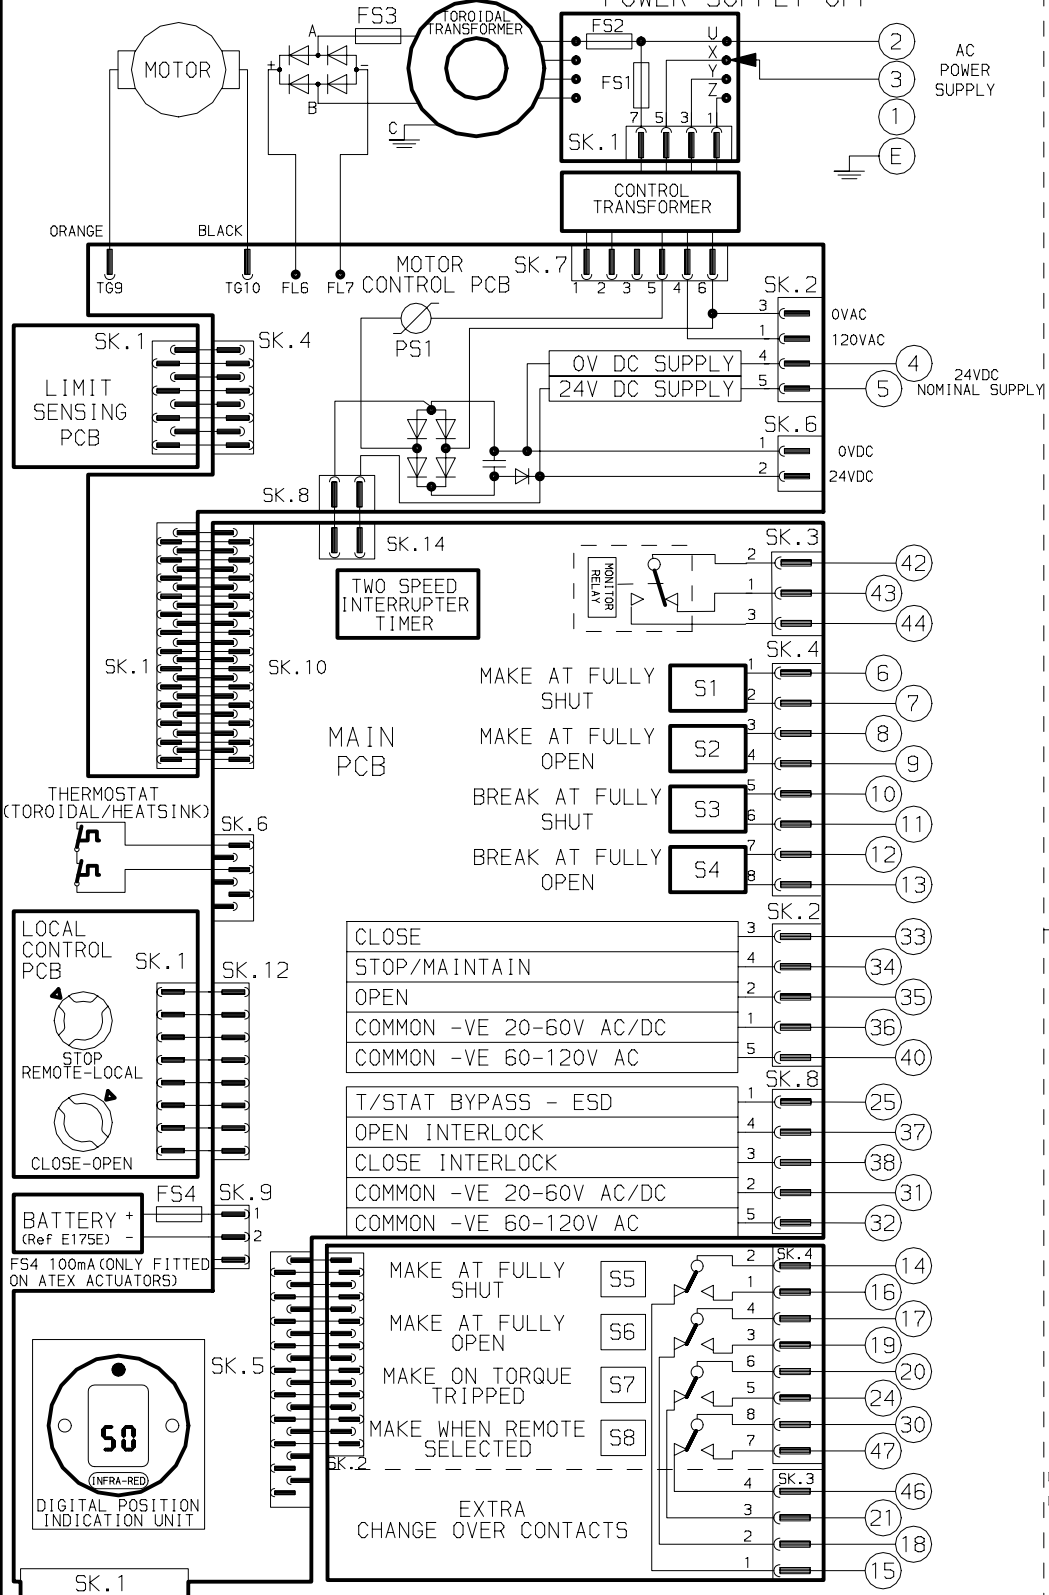 POWER SUPPLY OFF
FS3
TOROIDAL
TRANSFORMER
FS2
U
X
Y
Z
2
3
1
E
AC
POWER
SUPPLY
MOTOR
A
+
-
B
C
FS1
7 5 3 1
SK.1
CONTROL
TRANSFORMER
ORANGE
BLACK
TG9
TG10
FL6
FL7
MOTOR
CONTROL PCB
SK.7
1 2 3 5 4 6
SK.2
3 0VAC
1 120VAC
0V DC SUPPLY 4 4
24V DC SUPPLY 5 5
24VDC
NOMINAL SUPPLY
PS1
SK.6
1 0VDC
2 24VDC
SK.1
SK.4
LIMIT
SENSING
PCB
SK.8
SK.14
TWO SPEED
INTERRUPTER
TIMER
MONITOR
RELAY
SK.3
2 42
1 43
3 44
SK.1
SK.10
MAIN
PCB
SK.4
MAKE AT FULLY
SHUT
S1
1 6
2 7
MAKE AT FULLY
OPEN
S2
3 8
4 9
BREAK AT FULLY
SHUT
S3
5 10
6 11
BREAK AT FULLY
OPEN
S4
7 12
8 13
THERMOSTAT
(TOROIDAL/HEATSINK)
SK.6
SK.2
CLOSE 3 33
STOP/MAINTAIN 4 34
OPEN 2 35
COMMON -VE 20-60V AC/DC 1 36
COMMON -VE 60-120V AC 5 40
SK.8
T/STAT BYPASS - ESD 1 25
OPEN INTERLOCK 4 37
CLOSE INTERLOCK 3 38
COMMON -VE 20-60V AC/DC 2 31
COMMON -VE 60-120V AC 5 32
LOCAL
CONTROL
PCB
SK.1
SK.12
STOP
REMOTE-LOCAL
CLOSE-OPEN
BATTERY + -
(Ref E175E)
FS4
SK.9
1
2
FS4 100mA(ONLY FITTED
ON ATEX ACTUATORS)
SK.5
SK.2
50
INFRA-RED
DIGITAL POSITION
INDICATION UNIT
SK.1
SK.4
MAKE AT FULLY
SHUT
S5
2 14
1 16
MAKE AT FULLY
OPEN
S6
4 17
3 19
MAKE ON TORQUE
TRIPPED
S7
6 20
5 24
MAKE WHEN REMOTE
SELECTED
S8
8 30
7 47
SK.3
EXTRA
CHANGE OVER CONTACTS
4 46
3 21
2 18
1 15